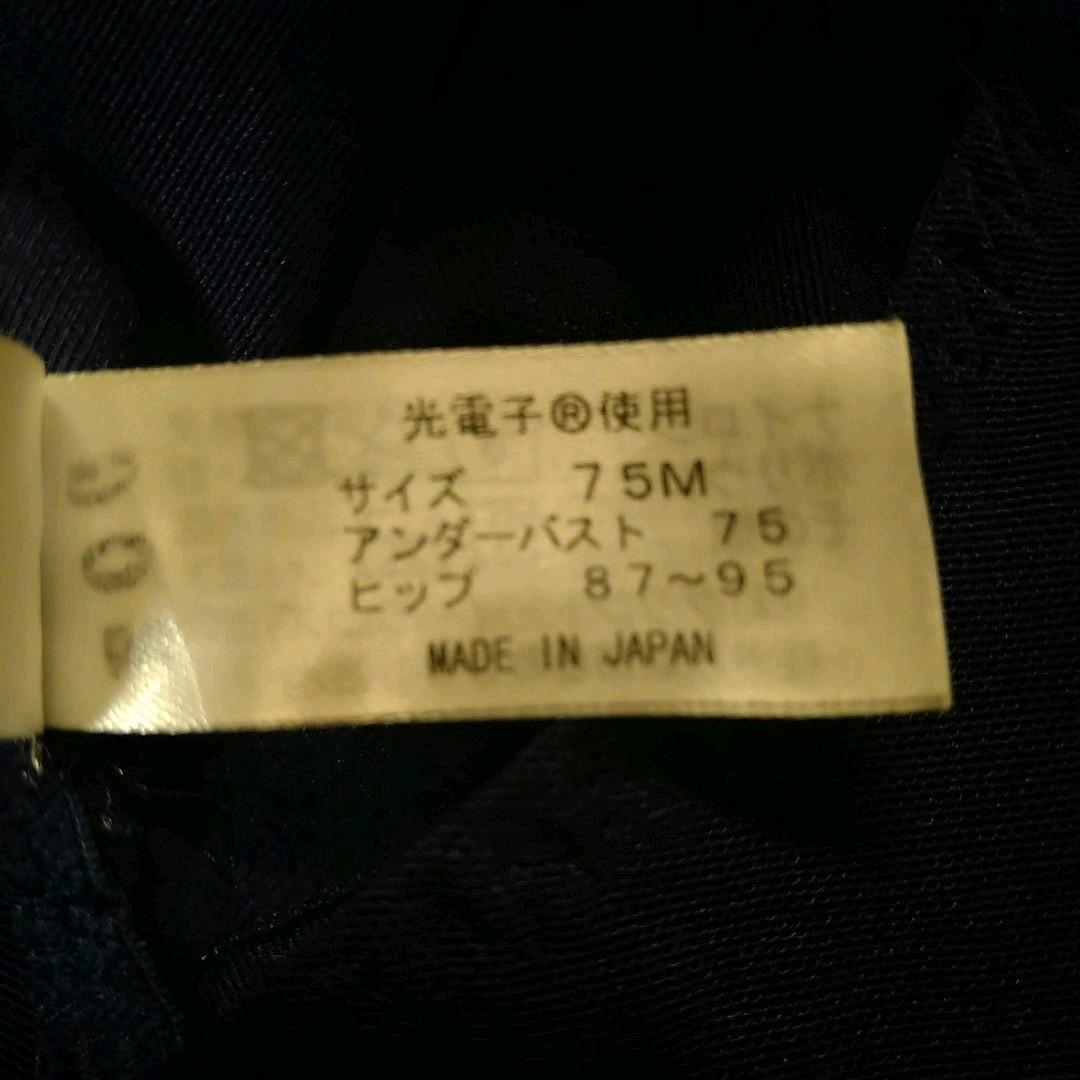 光電子®使用
サイズ 75M
アンダーバスト 75
ヒップ 87～95
MADE IN JAPAN